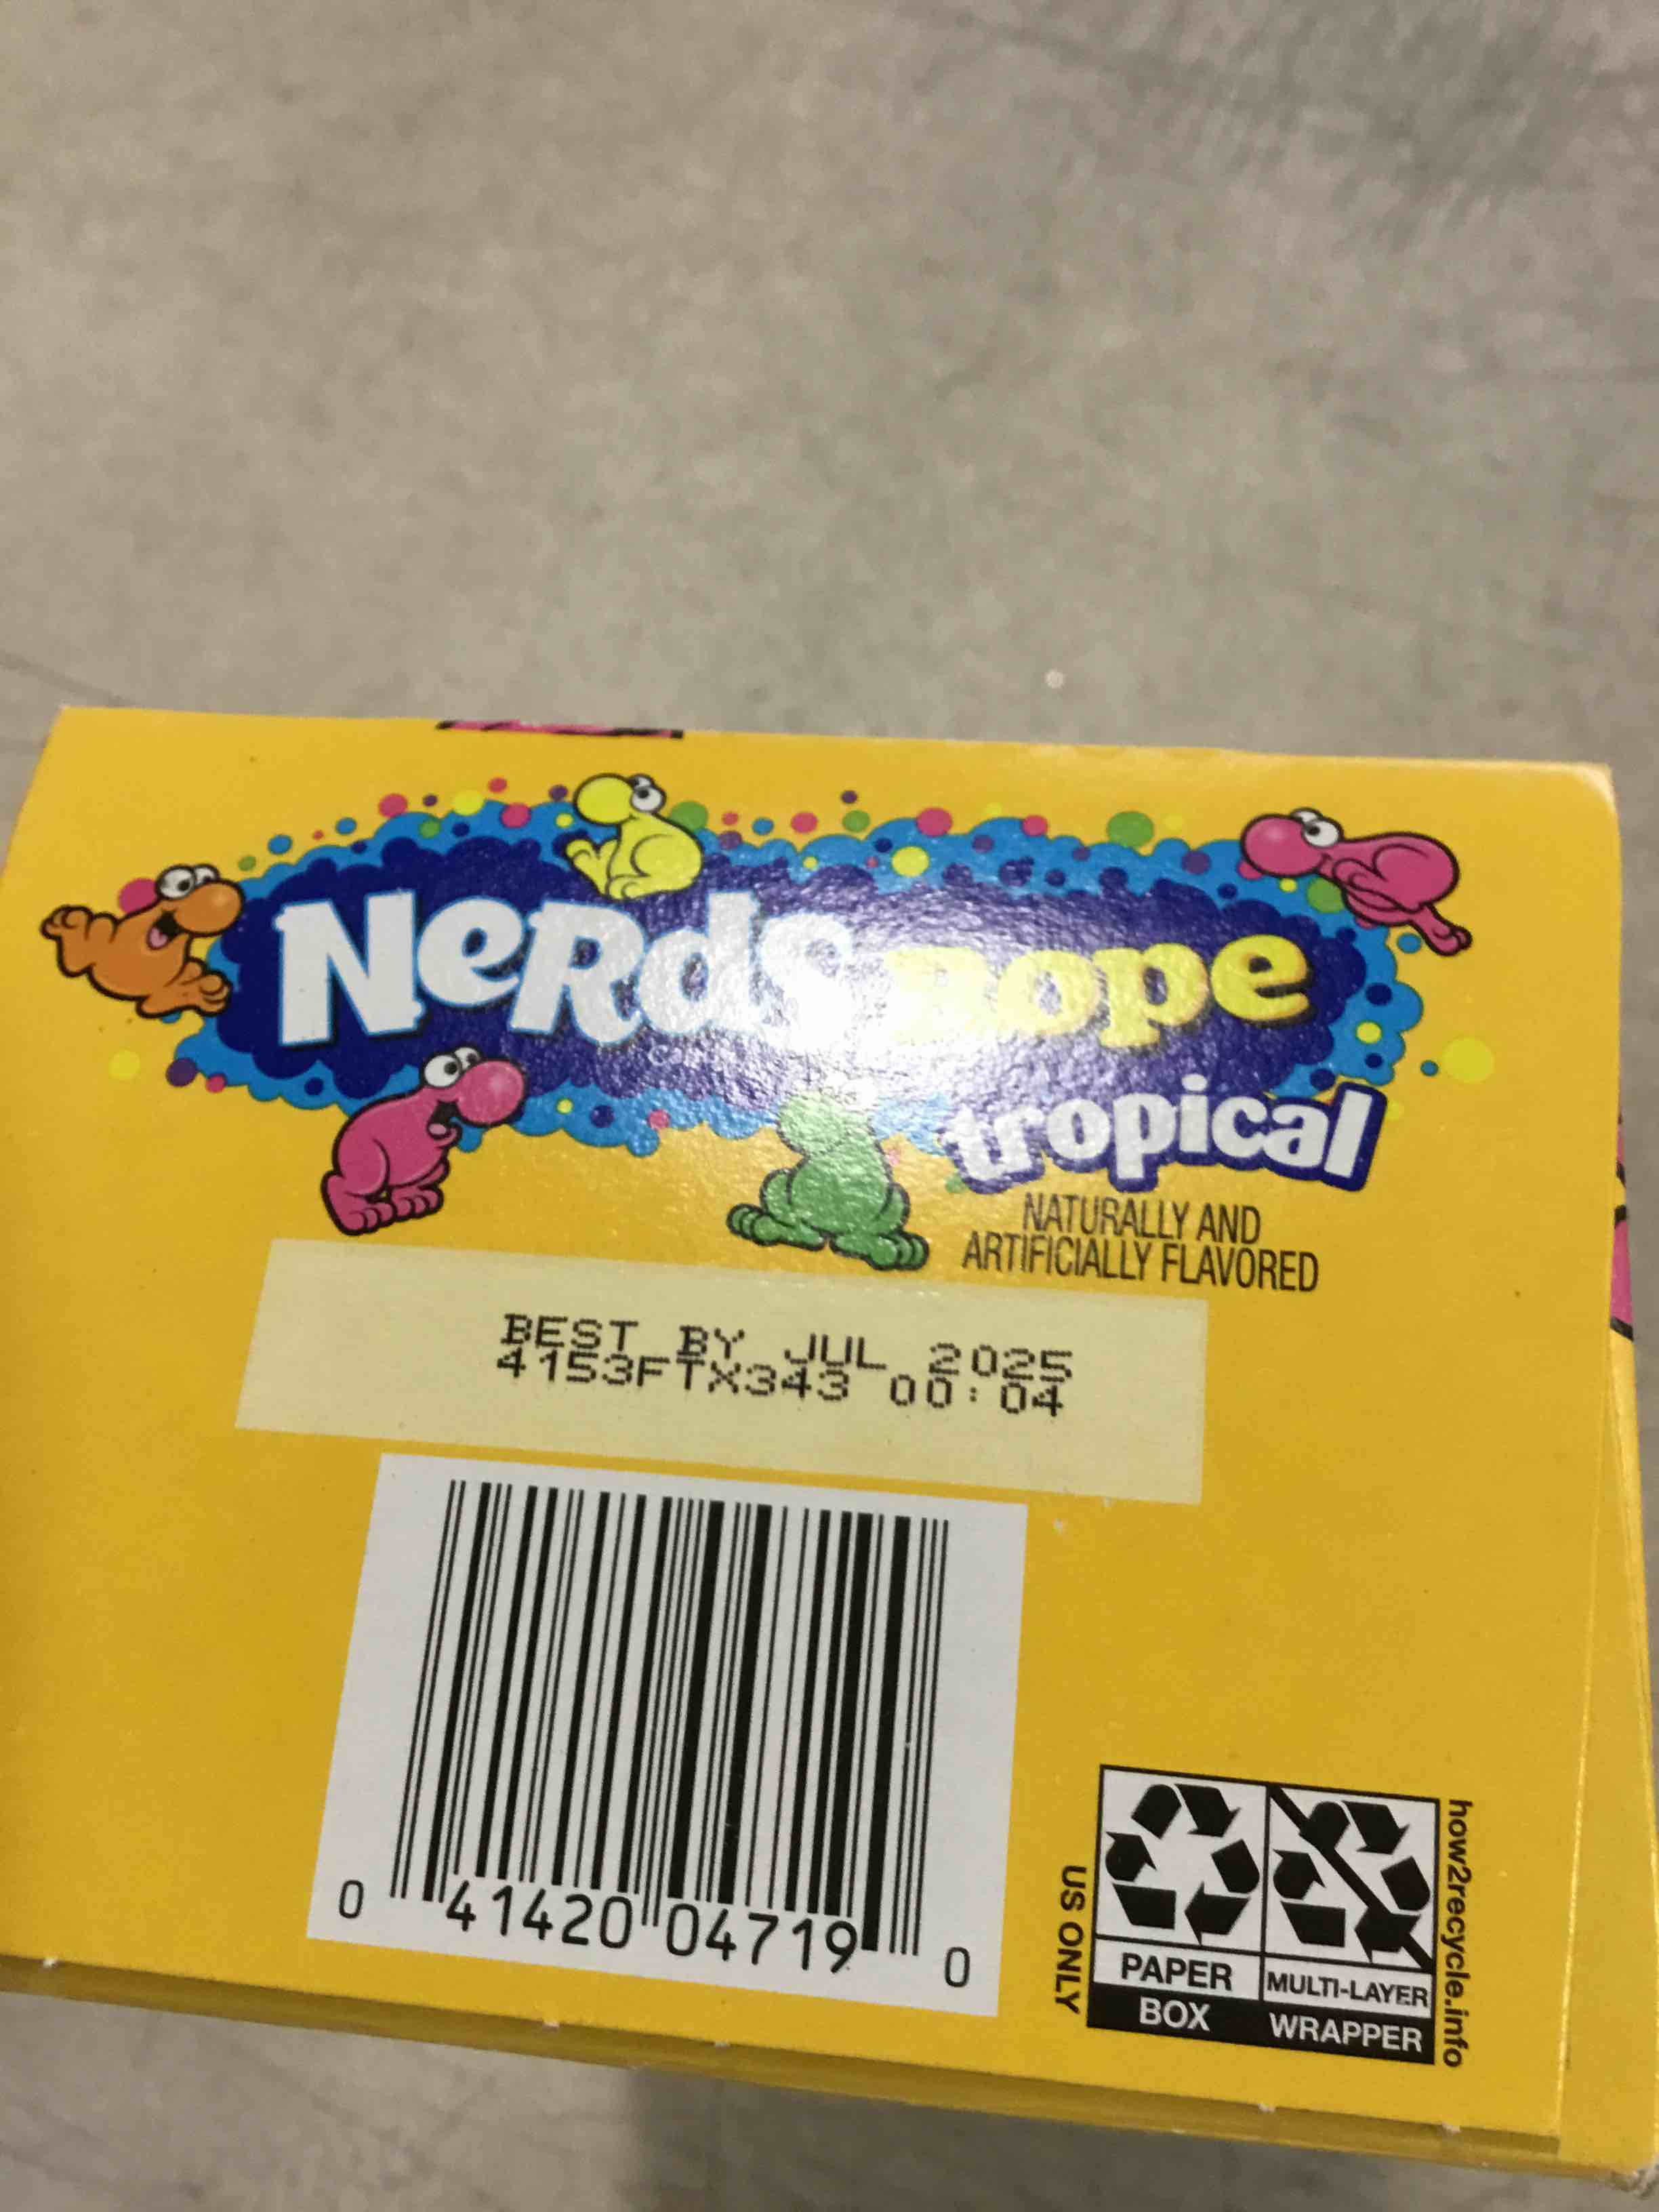 NeRds Rope
tropical
NATURALLY AND
ARTIFICIALLY FLAVORED
BEST BY JUL 2025
4153FTX343 00:04
0 41420 04719 0
US ONLY
PAPER
BOX
MULTI-LAYER
WRAPPER
how2recycle.info